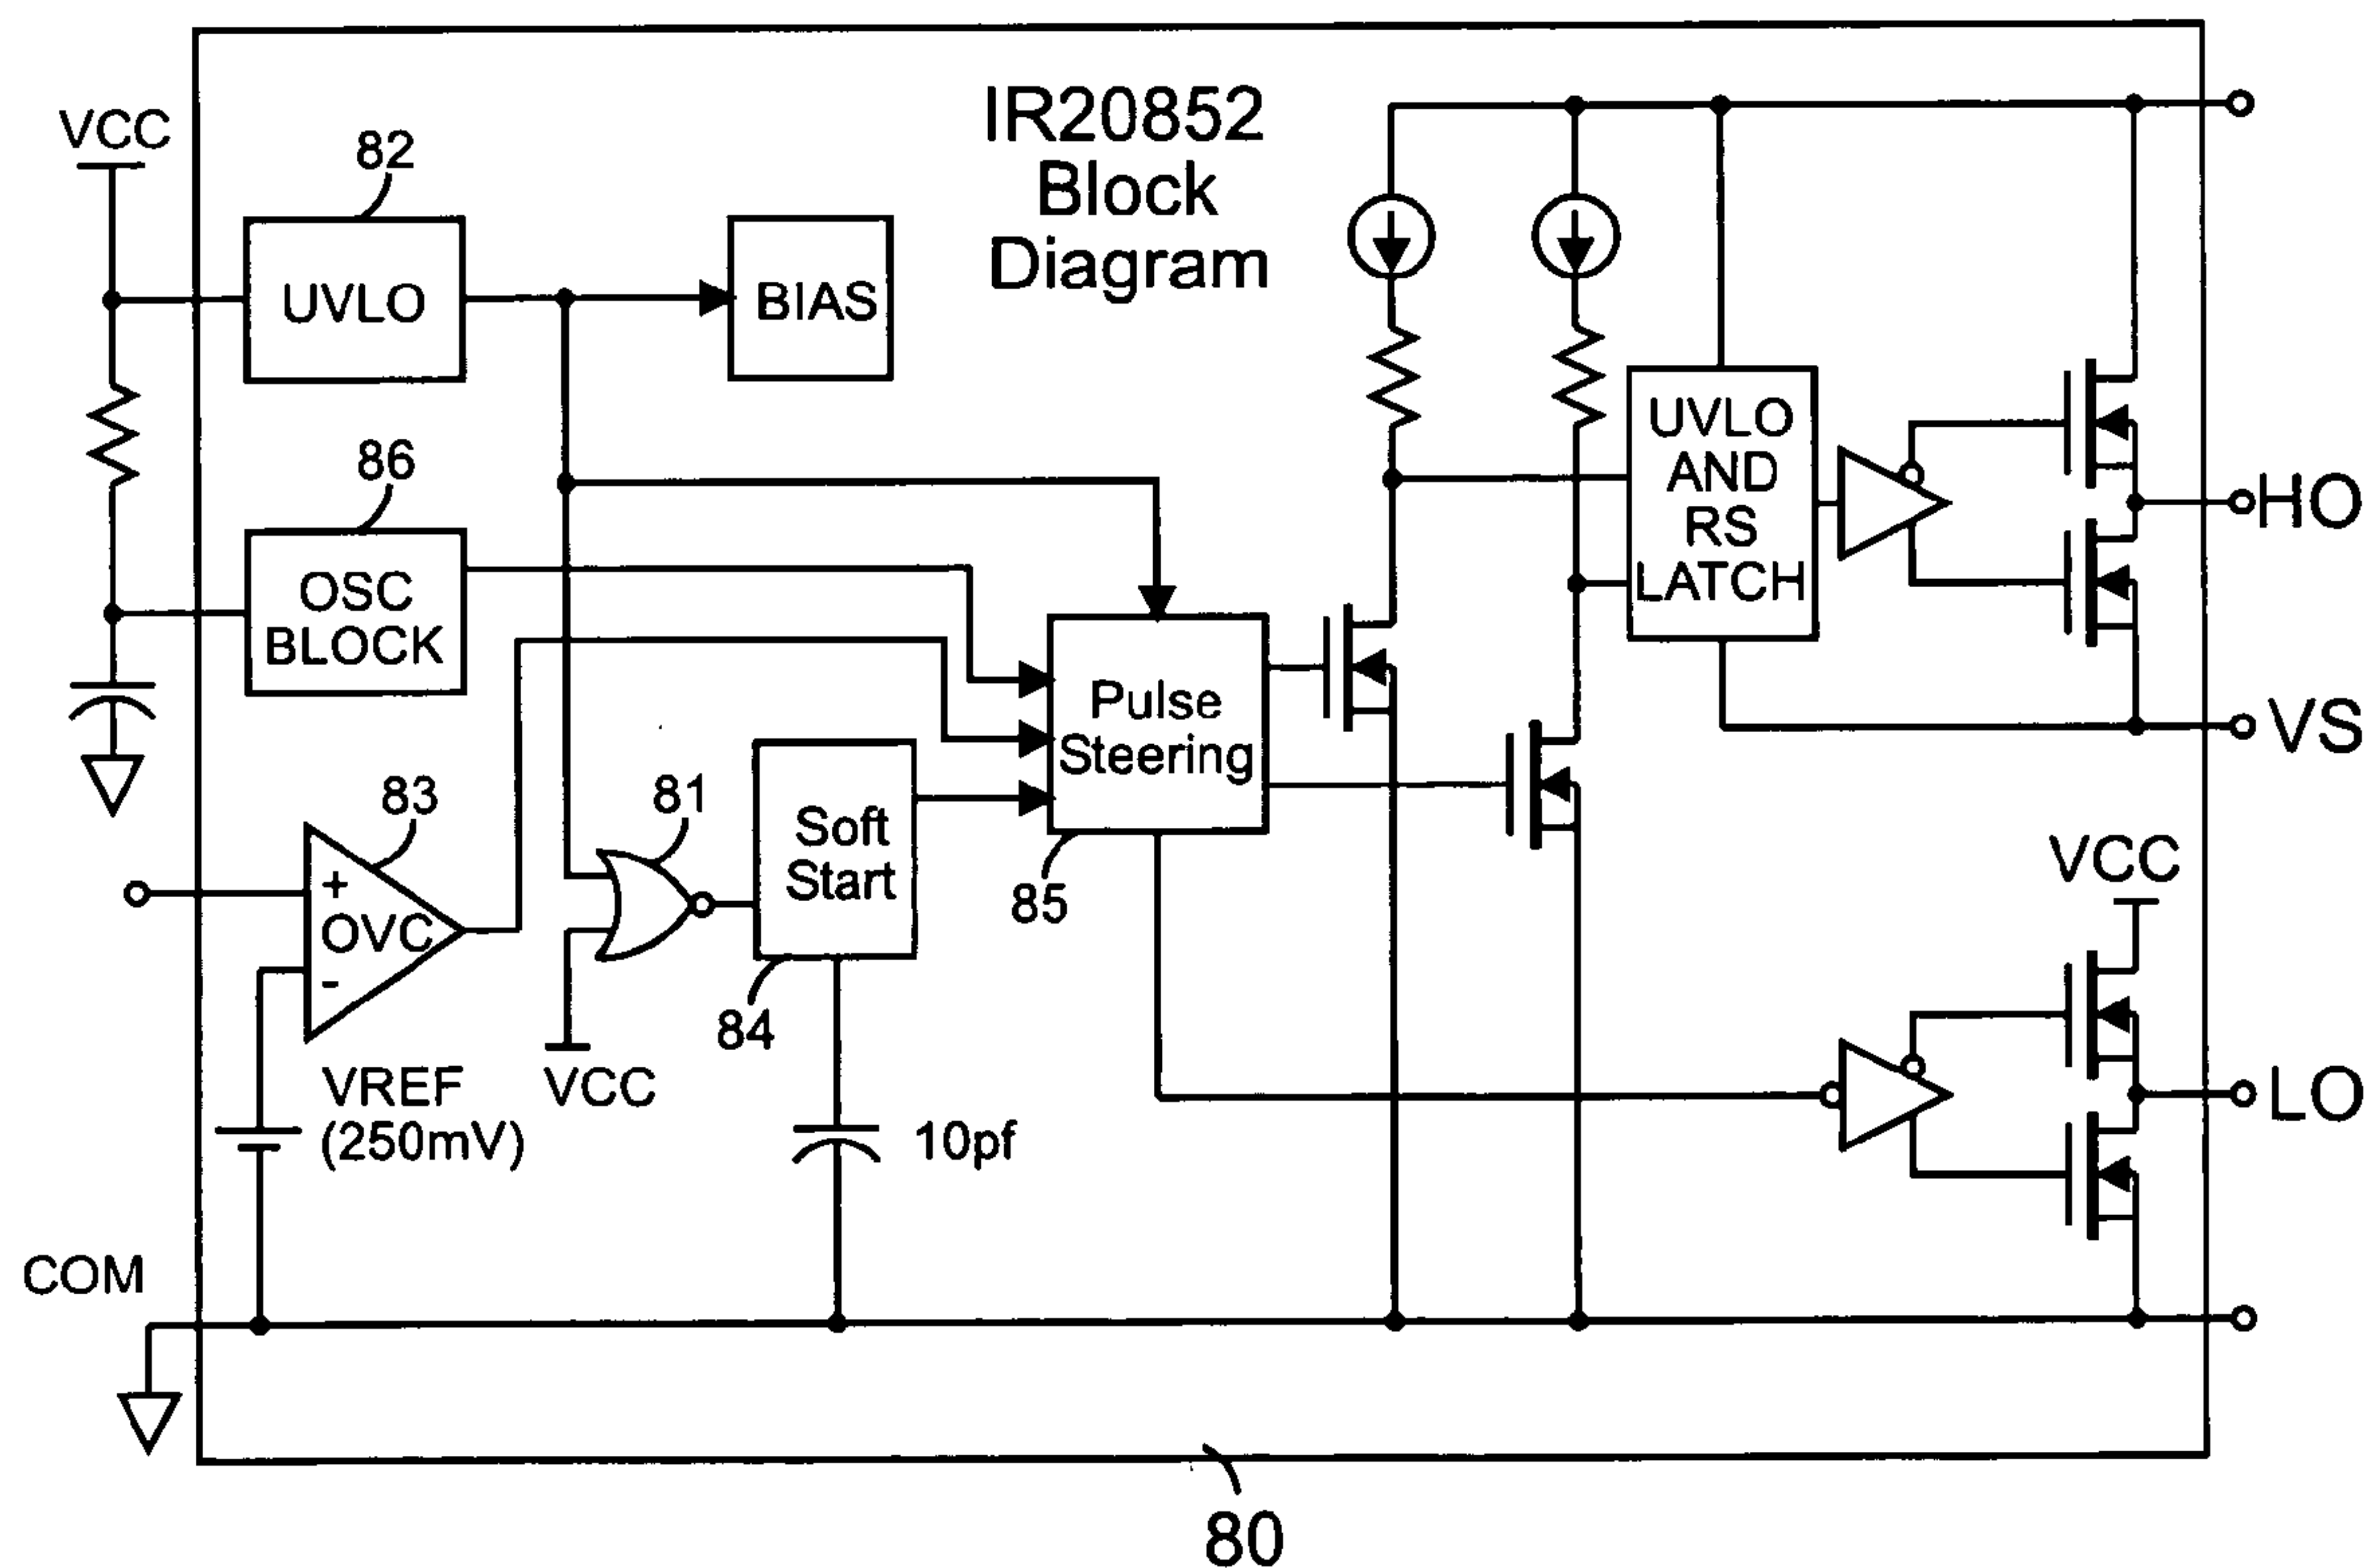 IR20852
Block
Diagram
VCC
82
UVLO
BIAS
86
OSC
BLOCK
UVLO
AND
RS
LATCH
HO
Pulse
Steering
85
VS
83
+
OVC
-
81
Soft
Start
84
VCC
VREF
(250mV)
VCC
10pf
LO
COM
80